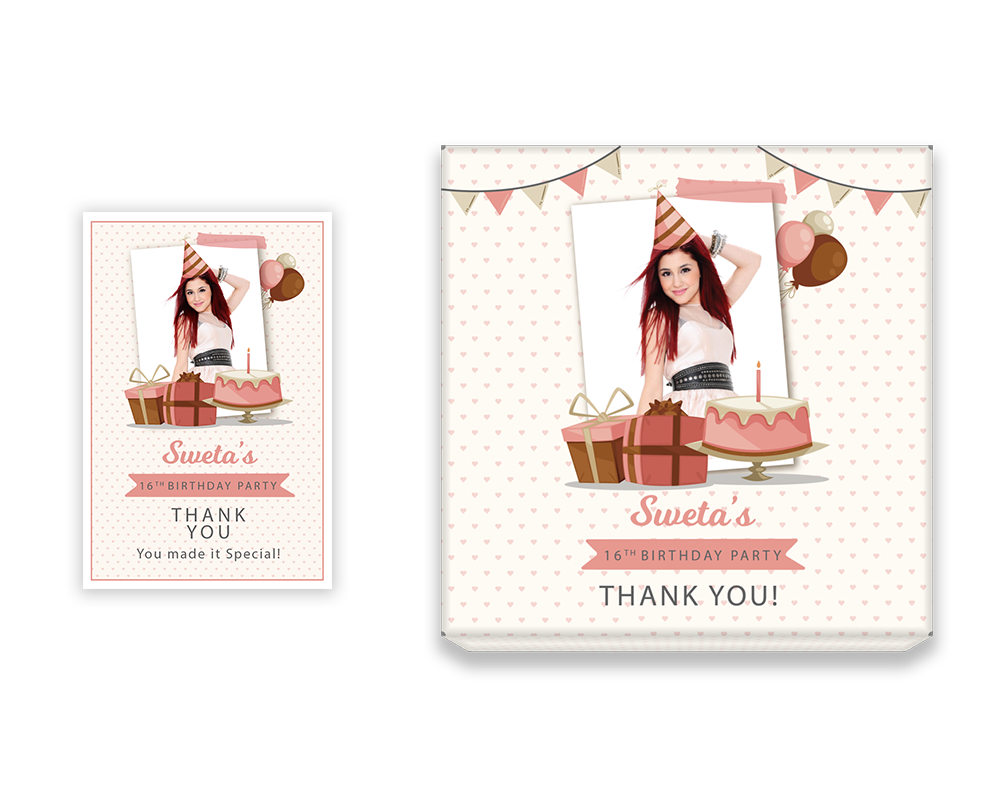 Sweta's
16TH BIRTHDAY PARTY
THANK
YOU
You made it Special!
Sweta's
16TH BIRTHDAY PARTY
THANK YOU!